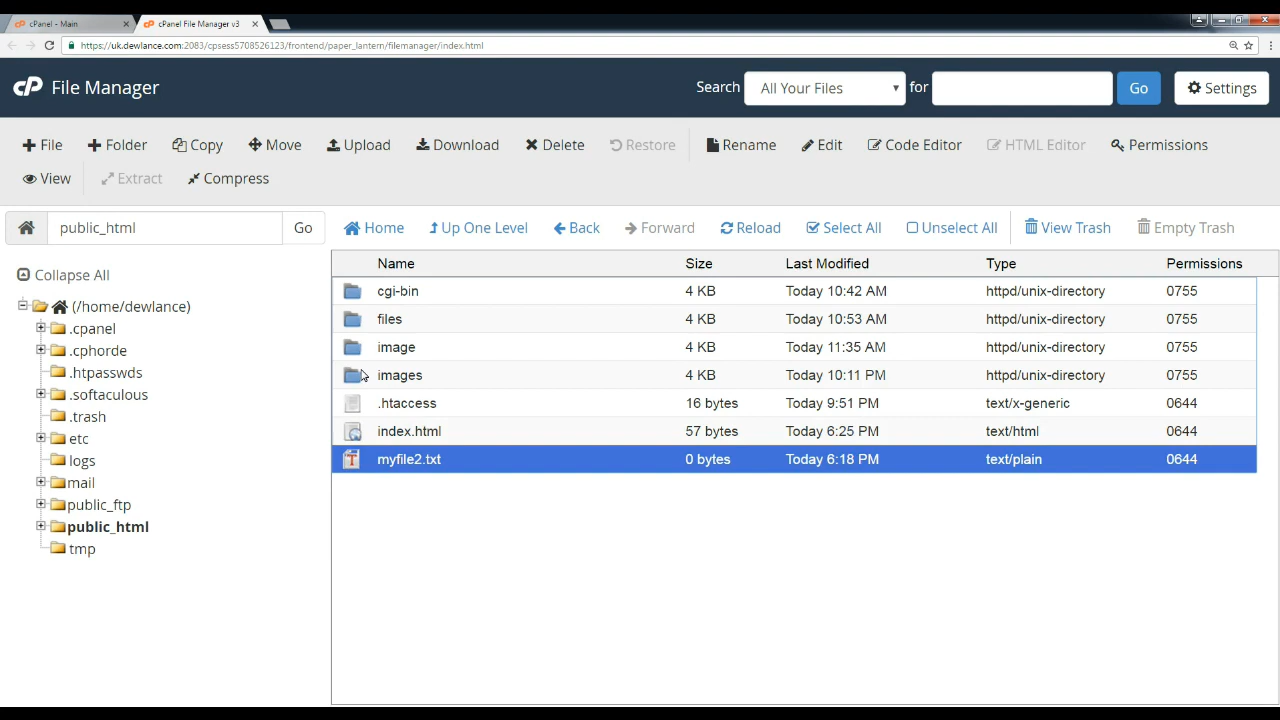 cPanel - Main
cPanel File Manager v3
https://uk.dewlance.com:2083/cpsess5708526123/frontend/paper_lantern/filemanager/index.html
cP File Manager
Search All Your Files for Go Settings
File Folder Copy Move Upload Download Delete Restore Rename Edit Code Editor HTML Editor Permissions
View Extract Compress
public_html Go Home Up One Level Back Forward Reload Select All Unselect All View Trash Empty Trash
Collapse All
(/home/dewlance)
.cpanel
.cphorde
.htpasswds
.softaculous
.trash
etc
logs
mail
public_ftp
public_html
tmp
Name Size Last Modified Type Permissions
cgi-bin 4 KB Today 10:42 AM httpd/unix-directory 0755
files 4 KB Today 10:53 AM httpd/unix-directory 0755
image 4 KB Today 11:35 AM httpd/unix-directory 0755
images 4 KB Today 10:11 PM httpd/unix-directory 0755
.htaccess 16 bytes Today 9:51 PM text/x-generic 0644
index.html 57 bytes Today 6:25 PM text/html 0644
myfile2.txt 0 bytes Today 6:18 PM text/plain 0644